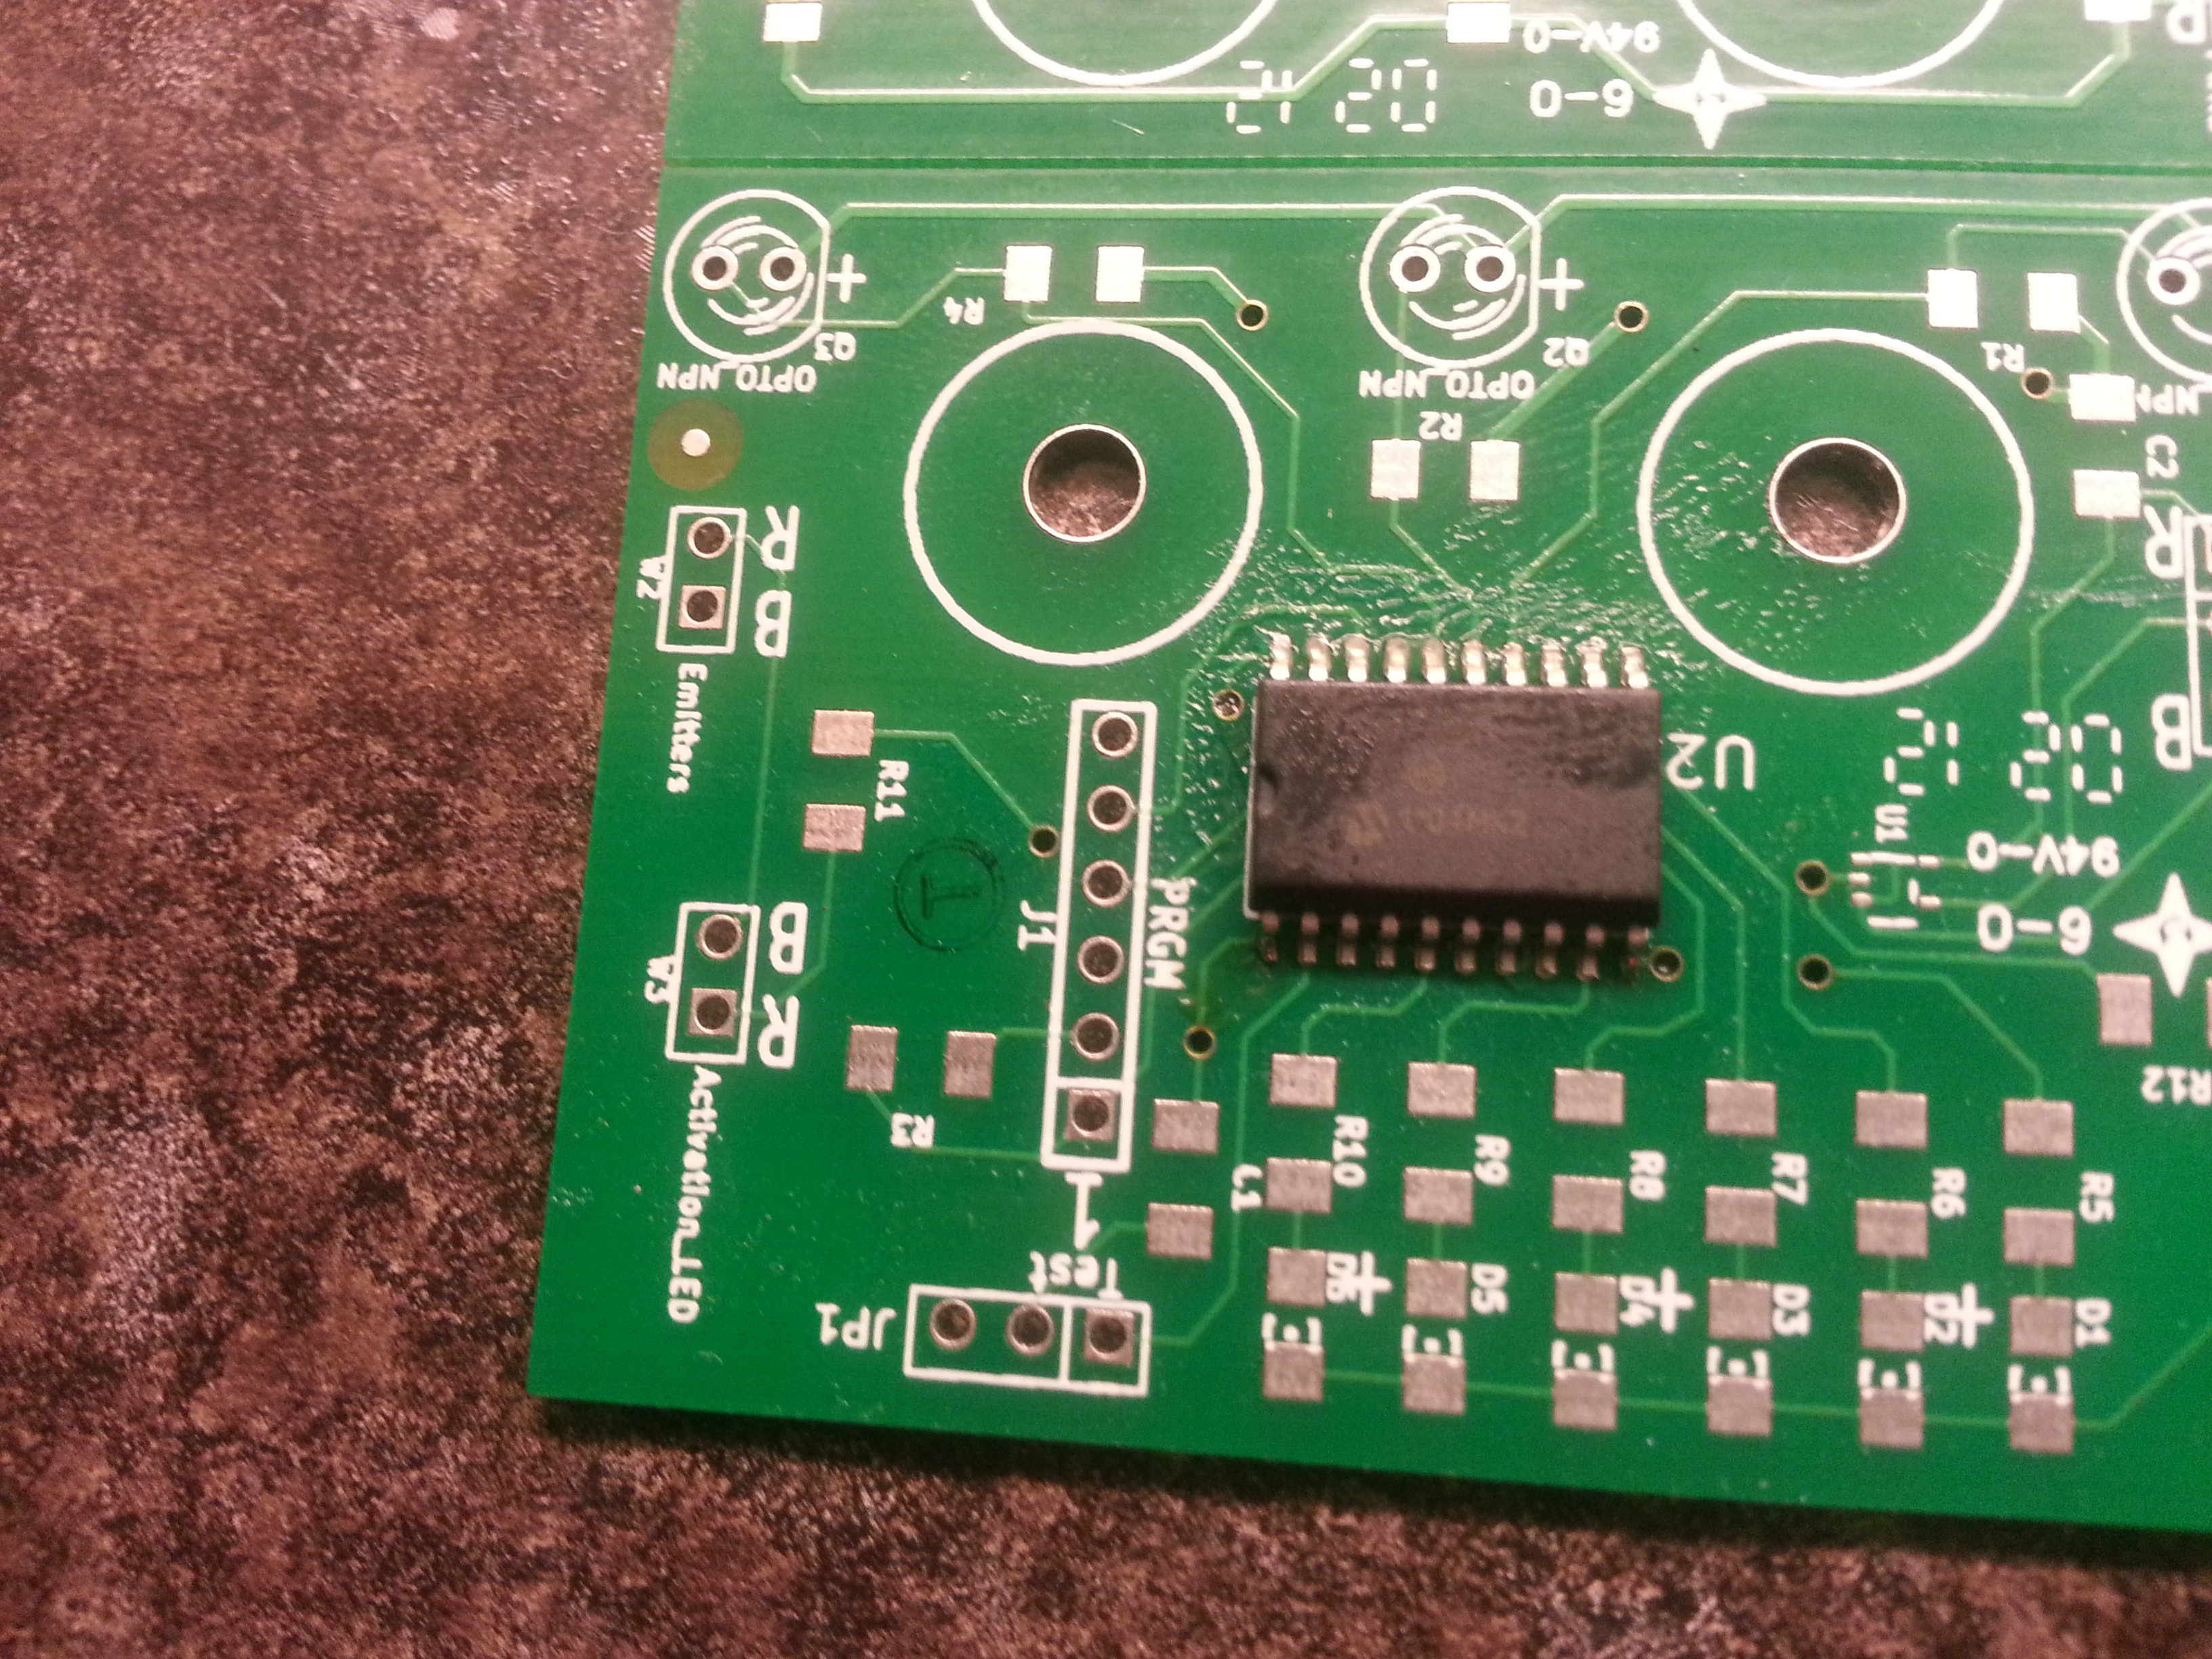 94V-0
6-0
R4
Q3
OPTO_NPN
Q2
OPTO_NPN
R1
NPN
R2
C2
R
B
W2
Emitters
R
B
R11
U2
94V-0
6-0
U1
J1
PRGM
B
R
W3
Activation_LED
R3
1
C1
Test
JP1
R10
R9
R8
R7
R6
R5
R12
D6
D5
D4
D3
D2
D1